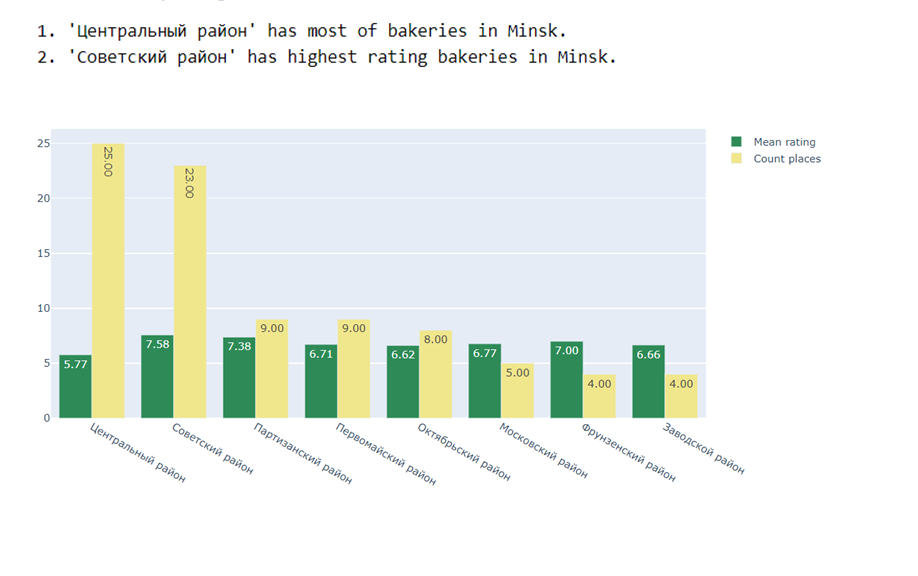 1. 'Центральный район' has most of bakeries in Minsk.
2. 'Советский район' has highest rating bakeries in Minsk.
Mean rating
Count places
25
20
15
10
5
0
5.77
25.00
7.58
23.00
7.38
9.00
6.71
9.00
6.62
8.00
6.77
5.00
7.00
4.00
6.66
4.00
Центральный район
Советский район
Партизанский район
Первомайский район
Октябрьский район
Московский район
Фрунзенский район
Заводской район